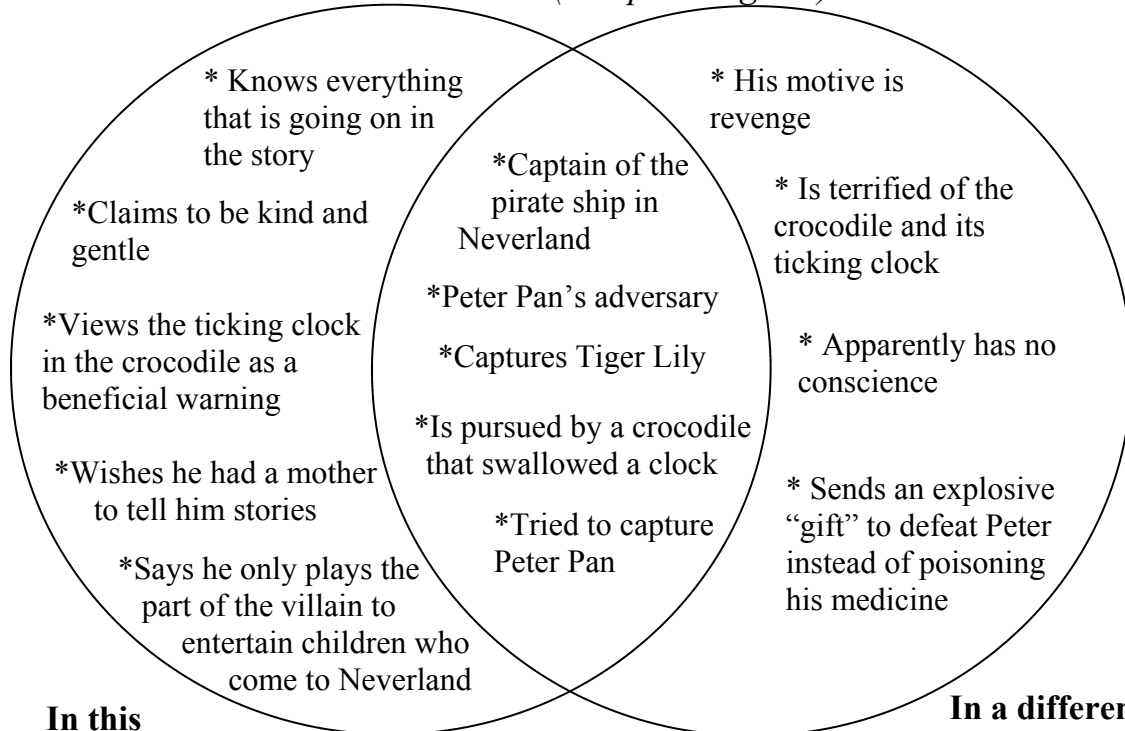 * Knows everything
that is going on in
the story
*Claims to be kind and
gentle
*Views the ticking clock
in the crocodile as a
beneficial warning
*Wishes he had a mother
to tell him stories
*Says he only plays the
part of the villain to
entertain children who
come to Neverland
*Captain of the
pirate ship in
Neverland
*Peter Pan’s adversary
*Captures Tiger Lily
*Is pursued by a crocodile
that swallowed a clock
*Tried to capture
Peter Pan
* His motive is
revenge
* Is terrified of the
crocodile and its
ticking clock
* Apparently has no
conscience
* Sends an explosive
“gift” to defeat Peter
instead of poisoning
his medicine
In this
In a